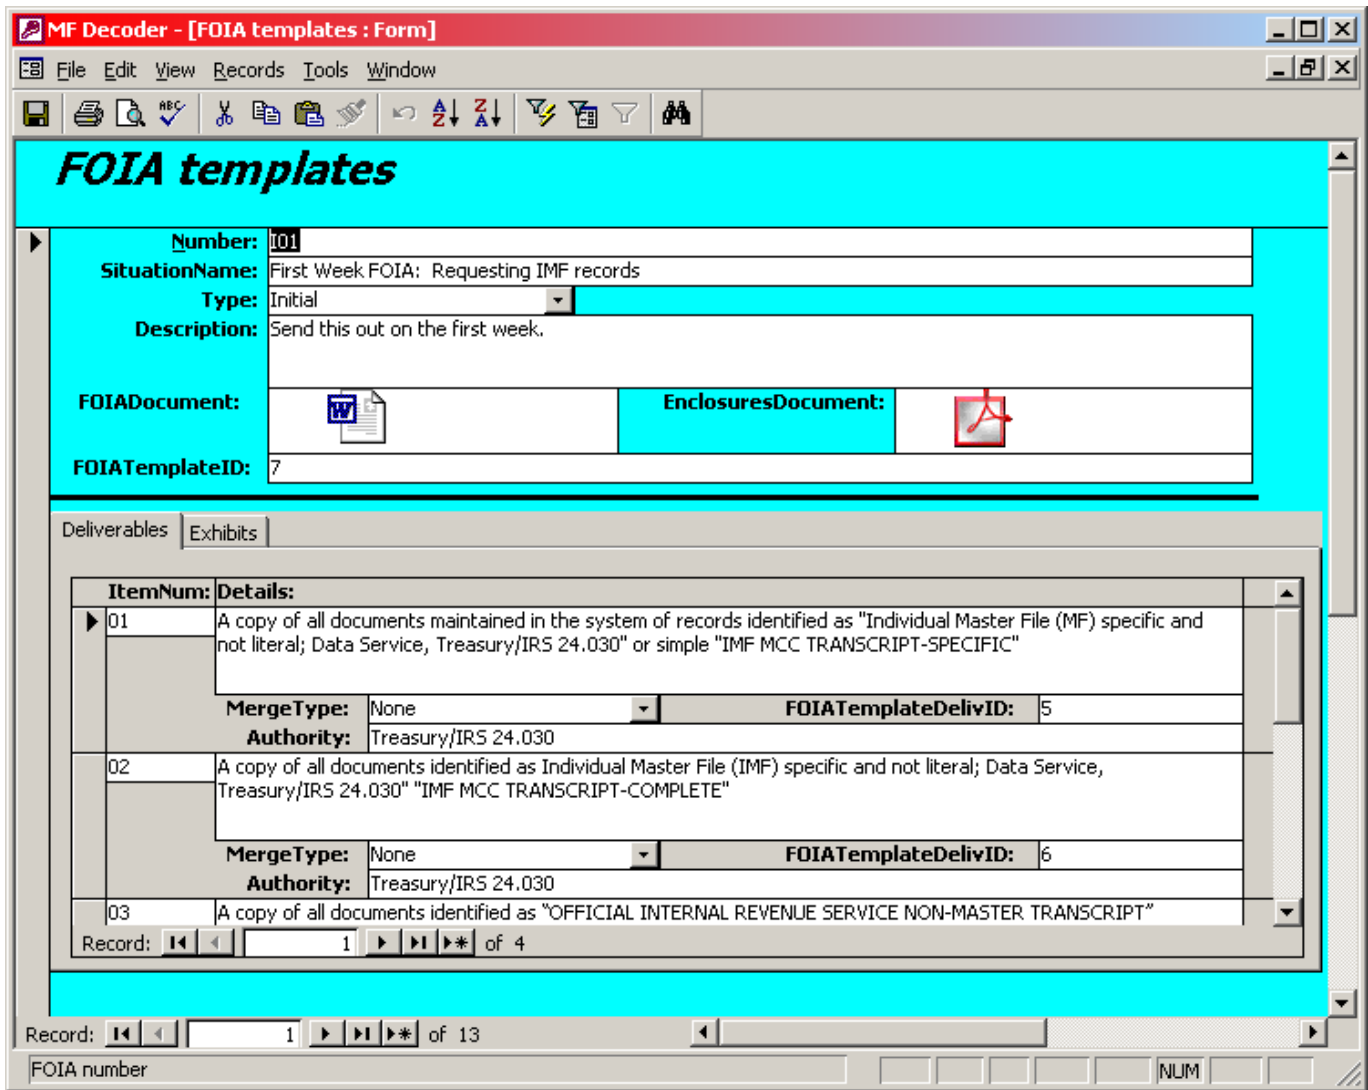 MF Decoder - [FOIA templates : Form]
File Edit View Records Tools Window
FOIA templates
Number: I01
SituationName: First Week FOIA: Requesting IMF records
Type: Initial
Description: Send this out on the first week.
FOIADocument: EnclosuresDocument:
FOIATemplateID: 7
Deliverables Exhibits
ItemNum: Details:
01 A copy of all documents maintained in the system of records identified as "Individual Master File (MF) specific and
not literal; Data Service, Treasury/IRS 24.030" or simple "IMF MCC TRANSCRIPT-SPECIFIC"
MergeType: None FOIATemplateDelivID: 5
Authority: Treasury/IRS 24.030
02 A copy of all documents identified as Individual Master File (IMF) specific and not literal; Data Service,
Treasury/IRS 24.030" "IMF MCC TRANSCRIPT-COMPLETE"
MergeType: None FOIATemplateDelivID: 6
Authority: Treasury/IRS 24.030
03 A copy of all documents identified as “OFFICIAL INTERNAL REVENUE SERVICE NON-MASTER TRANSCRIPT”
Record: 1 of 4
Record: 1 of 13
FOIA number NUM